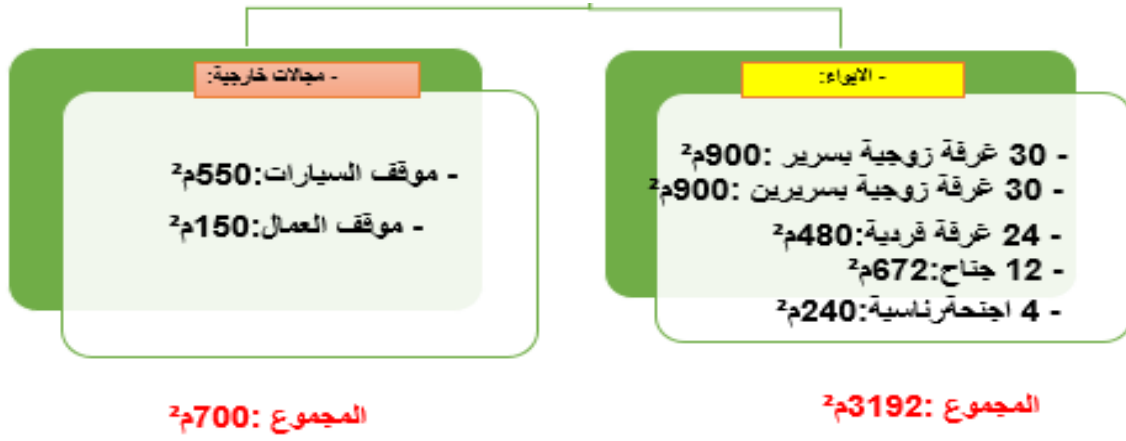 - الايواء:
- 30 غرفة زوجية بسرير :900م²
- 30 غرفة زوجية بسريرين :900م²
- 24 غرفة فردية:480م²
- 12 جناح:672م²
- 4 اجنحةرئاسية:240م²
المجموع :3192م²
- مجالات خارجية:
- موقف السيارات:550م²
- موقف العمال:150م²
المجموع :700م²